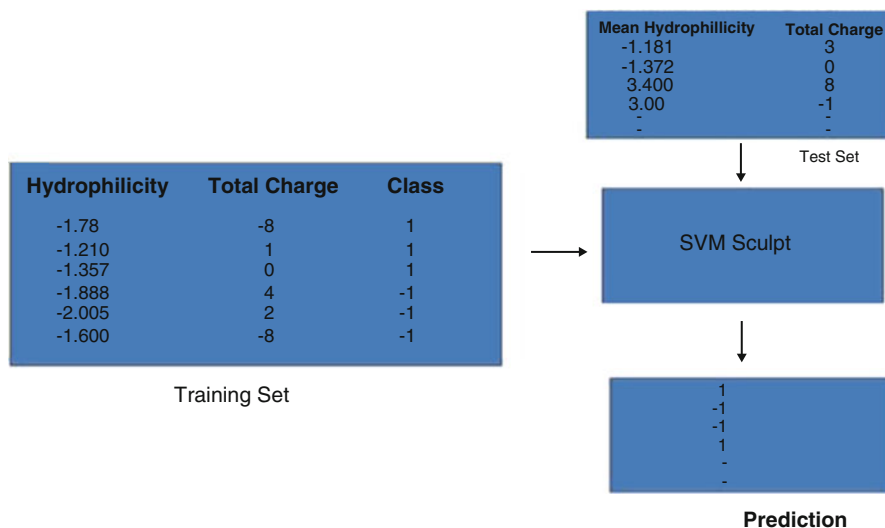 Mean Hydrophillicity Total Charge
-1.181 3
-1.372 0
3.400 8
3.00 -1
- -
- -
Test Set
Hydrophilicity Total Charge Class
-1.78 -8 1
-1.210 1 1
-1.357 0 1
-1.888 4 -1
-2.005 2 -1
-1.600 -8 -1
Training Set
SVM Sculpt
1
-1
-1
1
-
-
Prediction